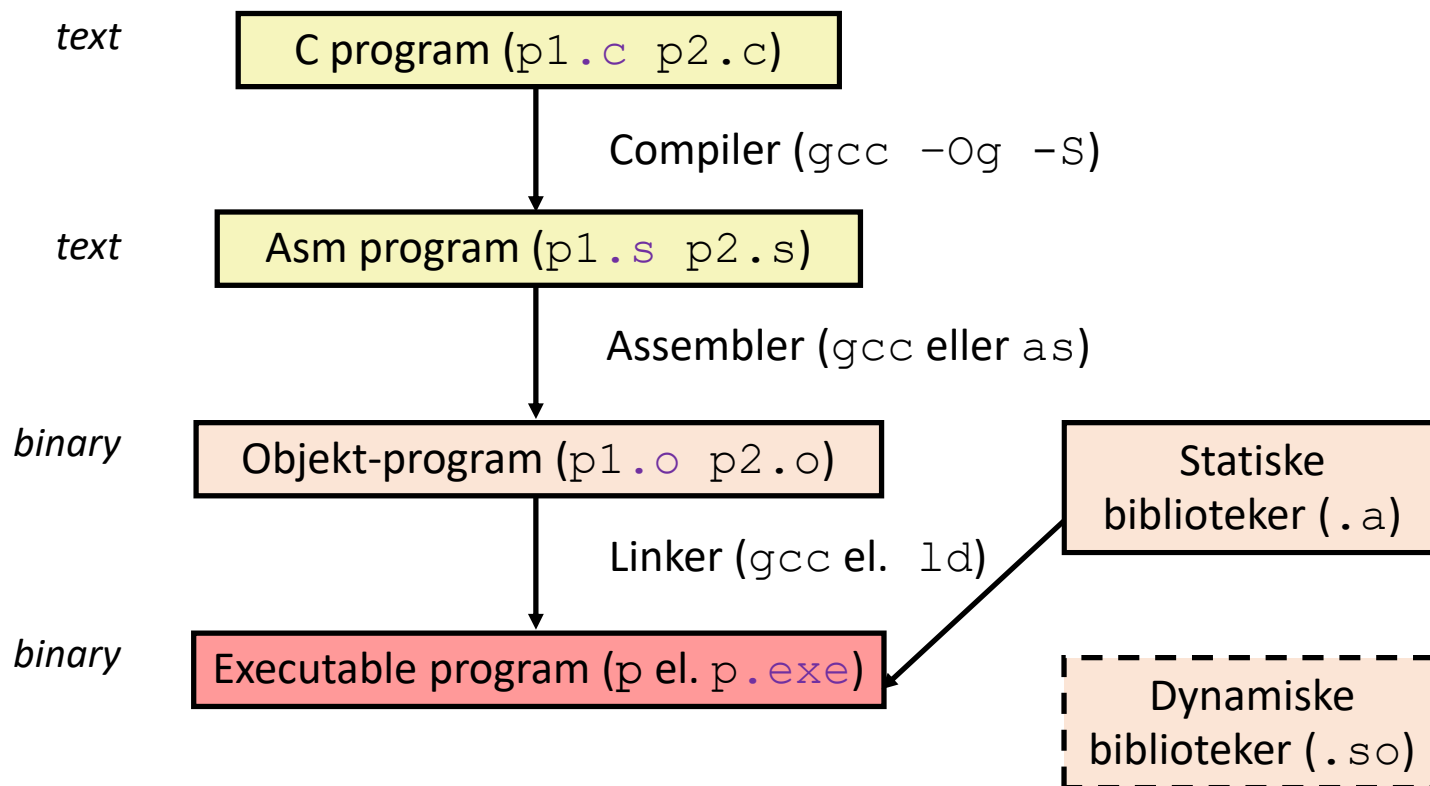 text
C program (p1.c p2.c)
Compiler (gcc –Og -S)
text
Asm program (p1.s p2.s)
Assembler (gcc eller as)
binary
Objekt-program (p1.o p2.o)
Statiske
biblioteker (.a)
Linker (gcc el. ld)
binary
Executable program (p el. p.exe)
Dynamiske
biblioteker (.so)